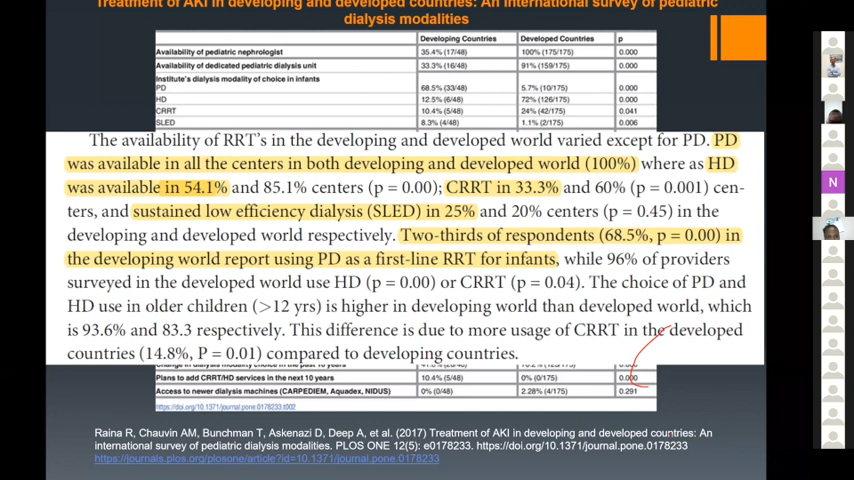 Treatment of AKI in developing and developed countries: An international survey of pediatric
dialysis modalities
Developing Countries Developed Countries p
Availability of pediatric nephrologist 35.4% (17/48) 100% (175/175) 0.000
Availability of dedicated pediatric dialysis unit 33.3% (16/48) 91% (159/175) 0.000
Institute's dialysis modality of choice in infants
PD 68.5% (33/48) 5.7% (10/175) 0.000
HD 12.5% (6/48) 72% (126/175) 0.000
CRRT 10.4% (5/48) 24% (42/175) 0.041
SLED 8.3% (4/48) 1.1% (2/175) 0.006
The availability of RRT's in the developing and developed world varied except for PD. PD
was available in all the centers in both developing and developed world (100%) where as HD
was available in 54.1% and 85.1% centers (p = 0.00); CRRT in 33.3% and 60% (p = 0.001) cen-
ters, and sustained low efficiency dialysis (SLED) in 25% and 20% centers (p = 0.45) in the
developing and developed world respectively. Two-thirds of respondents (68.5%, p = 0.00) in
the developing world report using PD as a first-line RRT for infants, while 96% of providers
surveyed in the developed world use HD (p = 0.00) or CRRT (p = 0.04). The choice of PD and
HD use in older children (>12 yrs) is higher in developing world than developed world, which
is 93.6% and 83.3 respectively. This difference is due to more usage of CRRT in the developed
countries (14.8%, P = 0.01) compared to developing countries.
Plans to add CRRT/HD services in the next 10 years 10.4% (5/48) 0% (0/175) 0.000
Access to newer dialysis machines (CARPEDIEM, Aquadex, NIDUS) 0% (0/48) 2.28% (4/175) 0.291
https://doi.org/10.1371/journal.pone.0178233.t002
Raina R, Chauvin AM, Bunchman T, Askenazi D, Deep A, et al. (2017) Treatment of AKI in developing and developed countries: An
international survey of pediatric dialysis modalities. PLOS ONE 12(5): e0178233. https://doi.org/10.1371/journal.pone.0178233
https://journals.plos.org/plosone/article?id=10.1371/journal.pone.0178233
N